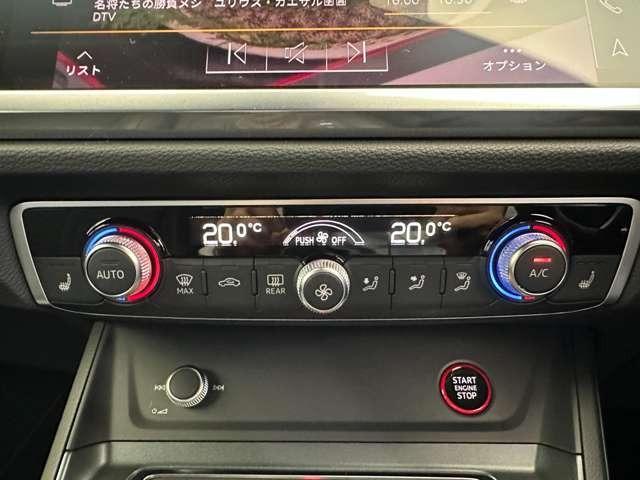 名将たちの勝負メシ ユリウス・カエサル
DTV
リスト
オプション
20.0°C
PUSH OFF
20.0°C
AUTO
A/C
MAX
REAR
START
ENGINE
STOP